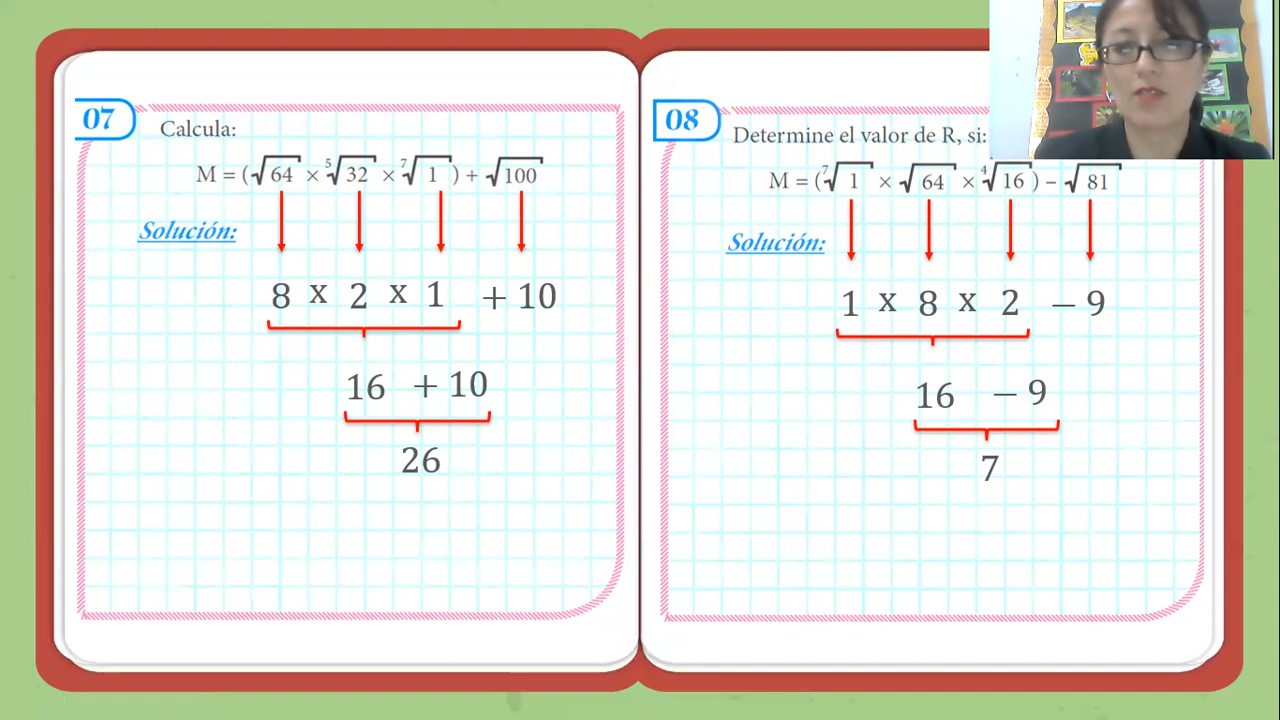 07
Calcula:
M = (√64 × ⁵√32 × ⁷√1 ) + √100
Solución:
8 x 2 x 1 + 10
16 + 10
26
08
Determine el valor de R, si:
M = (⁷√1 × √64 × ⁴√16 ) − √81
Solución:
1 x 8 x 2 − 9
16 − 9
7